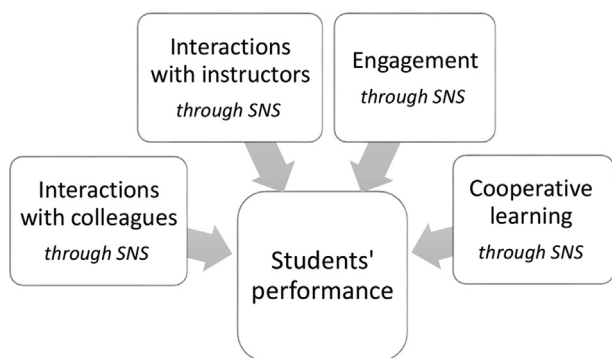 Interactions
with instructors
through SNS
Engagement
through SNS
Interactions
with colleagues
through SNS
Cooperative
learning
through SNS
Students'
performance